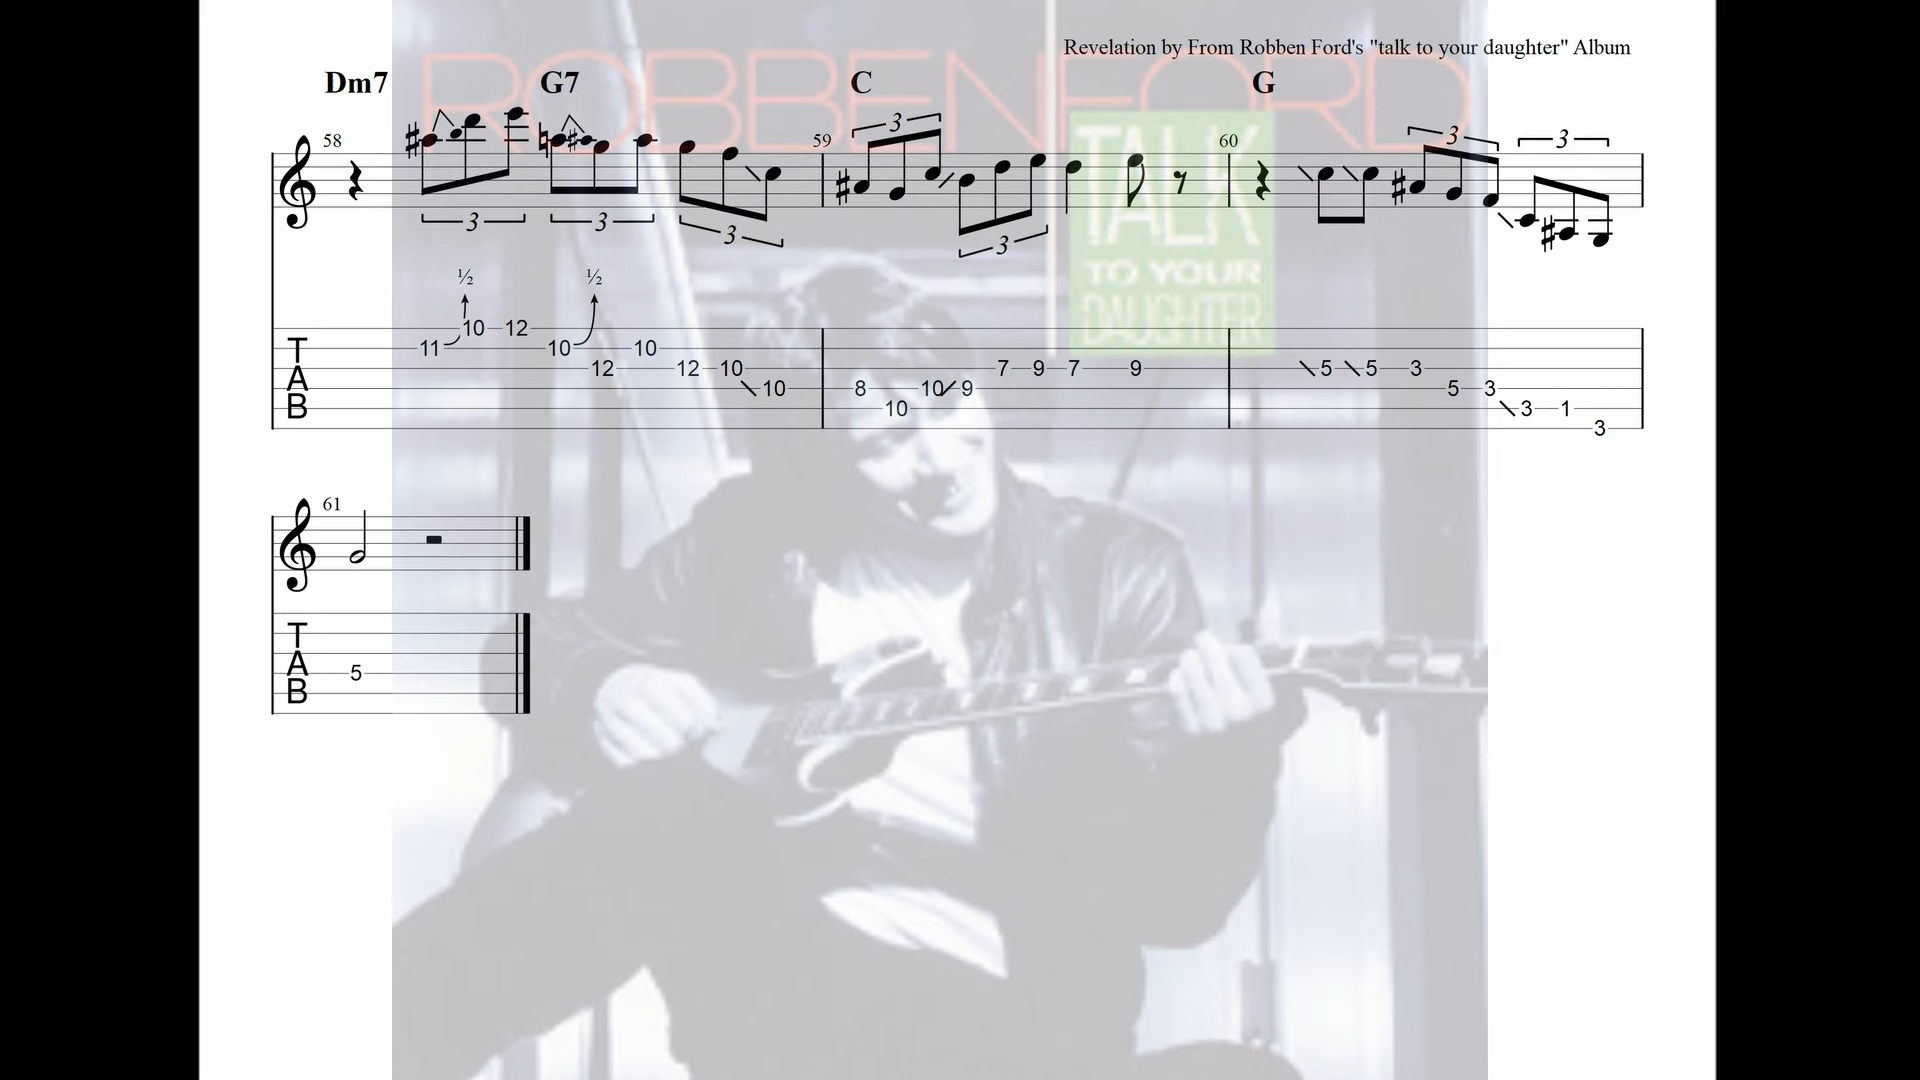 Revelation by From Robben Ford's "talk to your daughter" Album
ROBBEN FORD
TALK
TALK
TO YOUR
DAUGHTER
Dm7 G7 C G
58 59 60
3 3 3 3 3 3 3
½ ½
T A B
11 10 12 10 12 10 12 10 10 8 10 10 9 7 9 7 9 5 5 3 5 3 3 1 3
61
T A B
5